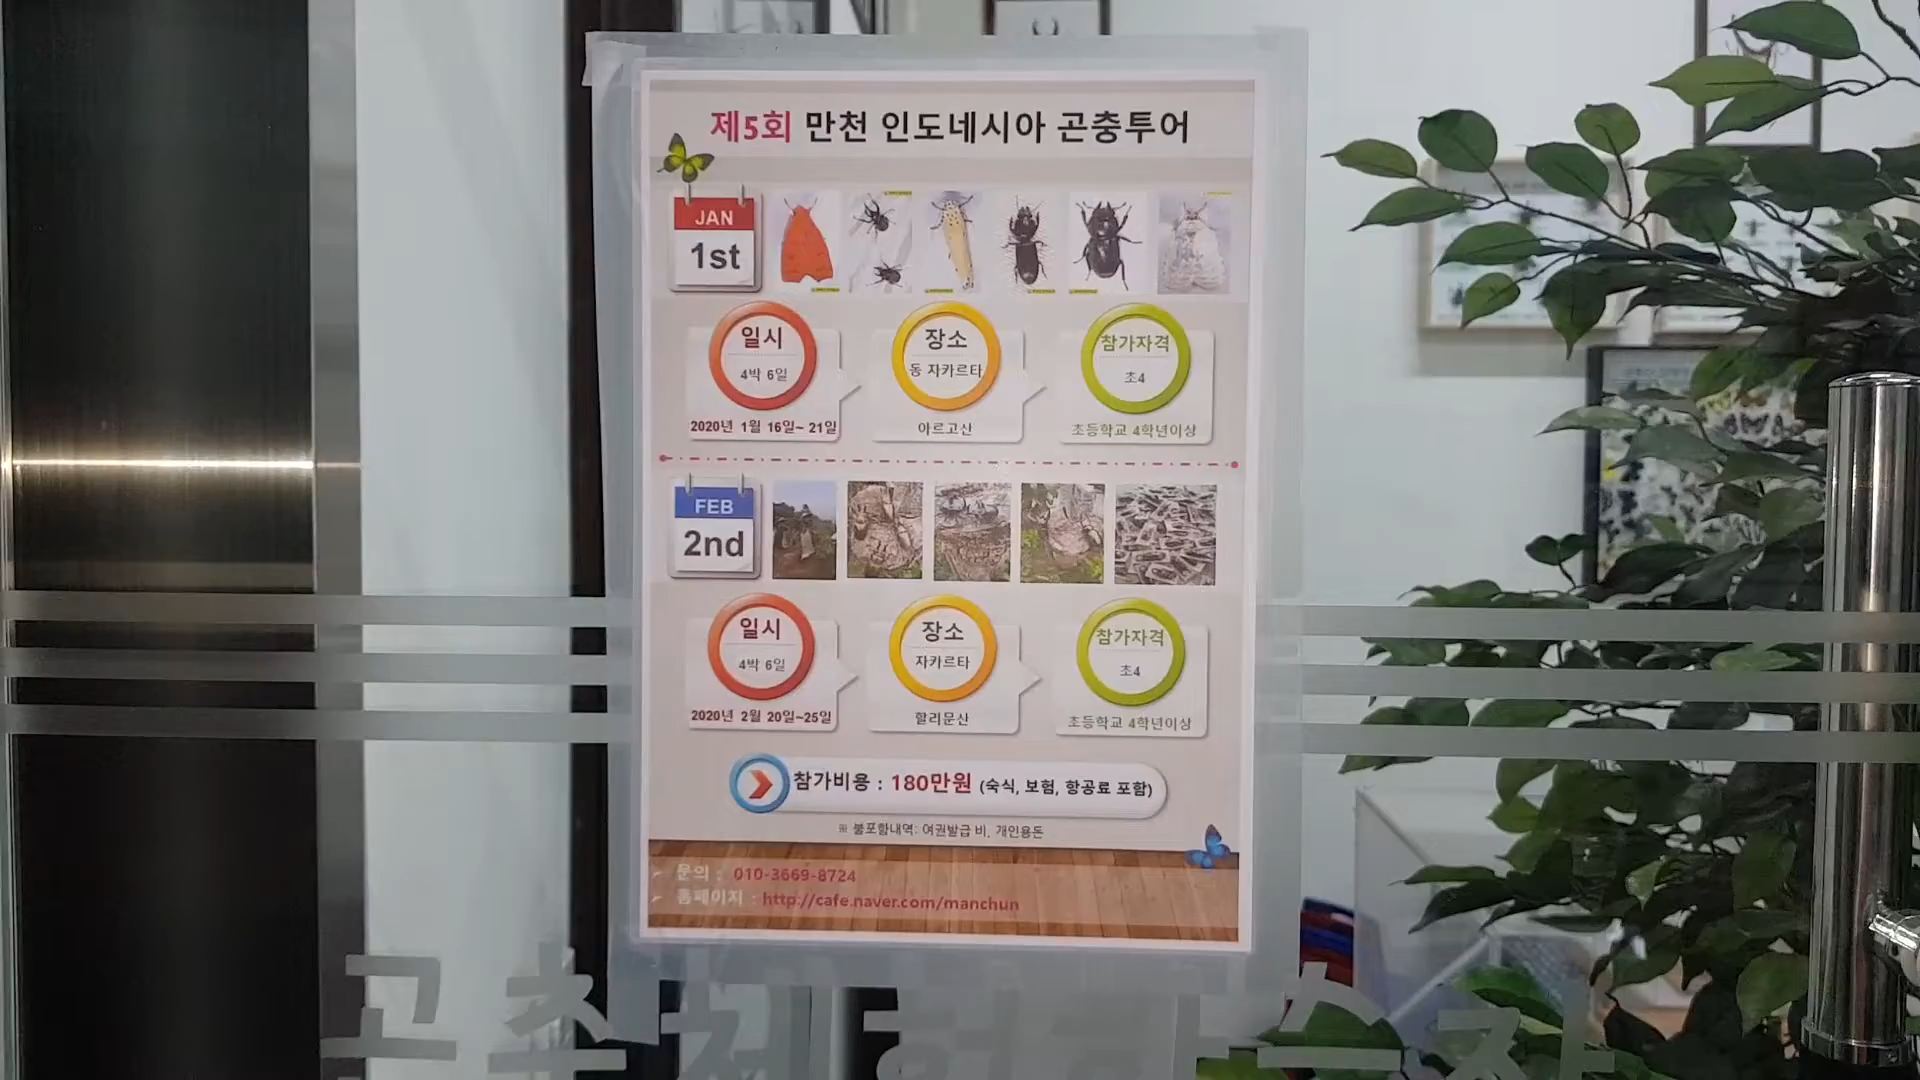 제5회 만천 인도네시아 곤충투어
JAN
1st
일시
4박 6일
2020년 1월 16일~ 21일
장소
동 자카르타
아르고산
참가자격
초4
초등학교 4학년이상
FEB
2nd
일시
4박 6일
2020년 2월 20일~25일
장소
자카르타
할리문산
참가자격
초4
초등학교 4학년이상
참가비용 : 180만원 (숙식, 보험, 항공료 포함)
※ 불포함내역: 여권발급 비, 개인용돈
문의 : 010-3669-8724
홈페이지 : http://cafe.naver.com/manchun